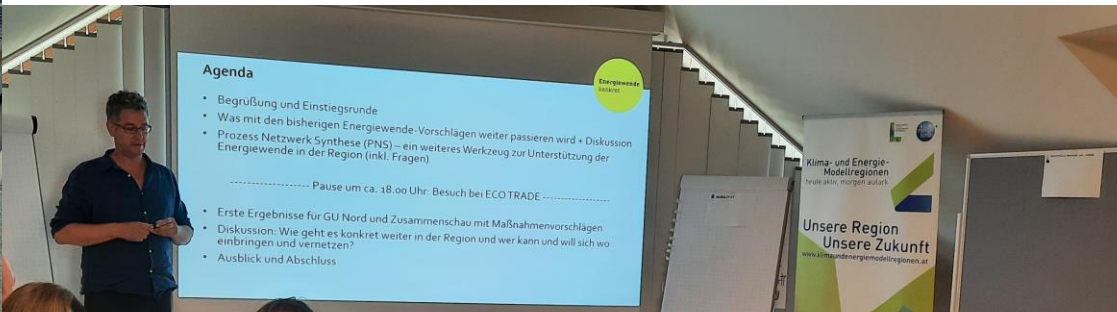 Agenda
Energiewende
konkret
• Begrüßung und Einstiegsrunde
• Was mit den bisherigen Energiewende-Vorschlägen weiter passieren wird + Diskussion
• Prozess Netzwerk Synthese (PNS) – ein weiteres Werkzeug zur Unterstützung der
Energiewende in der Region (inkl. Fragen)
------------------ Pause um ca. 18.00 Uhr: Besuch bei ECO TRADE ------------------
• Erste Ergebnisse für GU Nord und Zusammenschau mit Maßnahmenvorschlägen
• Diskussion: Wie geht es konkret weiter in der Region und wer kann und will sich wo
einbringen und vernetzen?
• Ausblick und Abschluss
Klima- und Energie-
Modellregionen
heute aktiv, morgen autark
Unsere Region
Unsere Zukunft
www.klimaundenergiemodellregionen.at